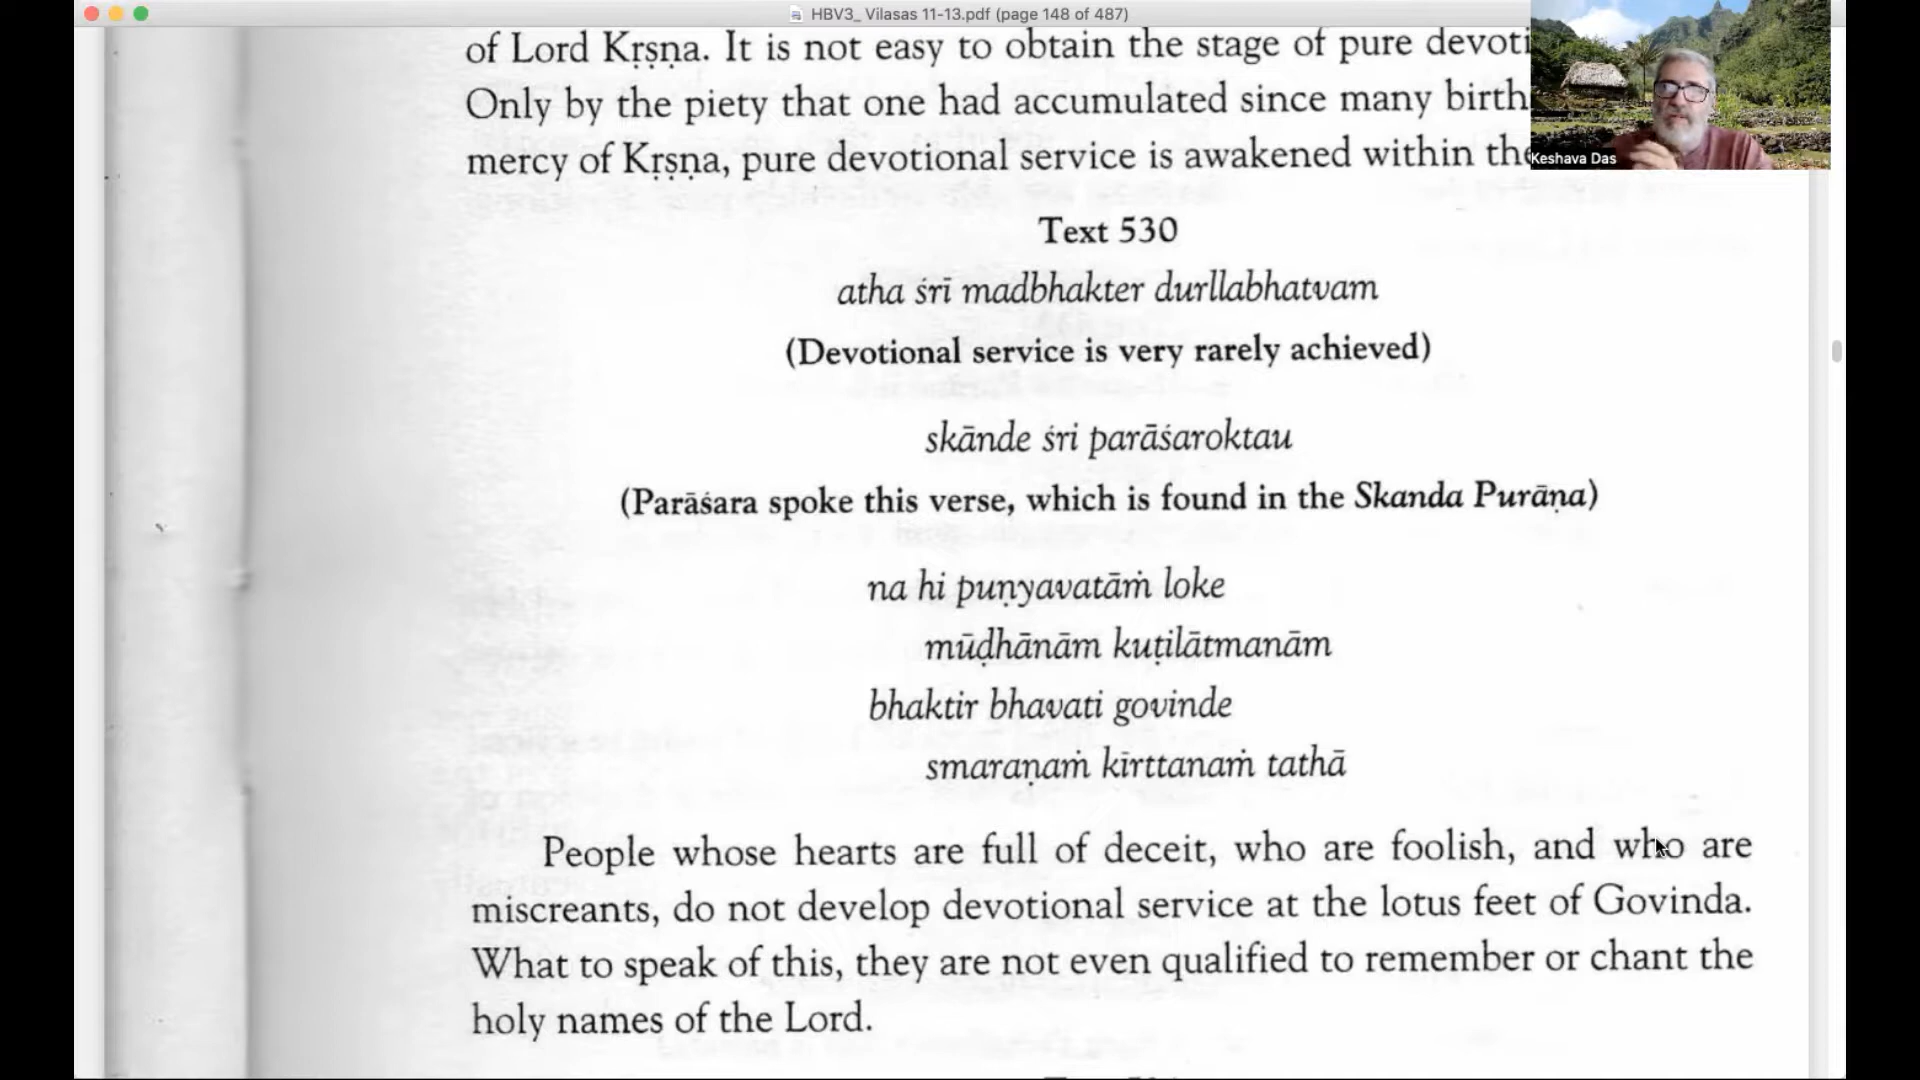 HBV3_ Vilasas 11-13.pdf (page 148 of 487)
of Lord Kṛṣṇa. It is not easy to obtain the stage of pure
Only by the piety that one had accumulated since many
mercy of Kṛṣṇa, pure devotional service is awakened within
Keshava Das
Text 530
atha śrī madbhakter durllabhatvam
(Devotional service is very rarely achieved)
skānde śri parāśaroktau
(Parāśara spoke this verse, which is found in the Skanda Purāṇa)
na hi puṇyavatāṁ loke
mūḍhānām kuṭilātmanām
bhaktir bhavati govinde
smaraṇaṁ kīrttanaṁ tathā
People whose hearts are full of deceit, who are foolish, and who are
miscreants, do not develop devotional service at the lotus feet of Govinda.
What to speak of this, they are not even qualified to remember or chant the
holy names of the Lord.